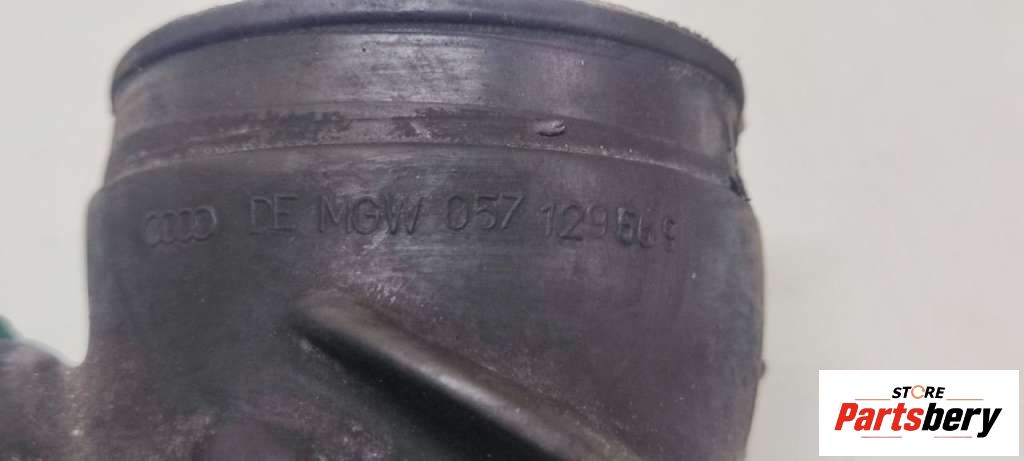 DE MGW 057 129
STORE
Partsbery